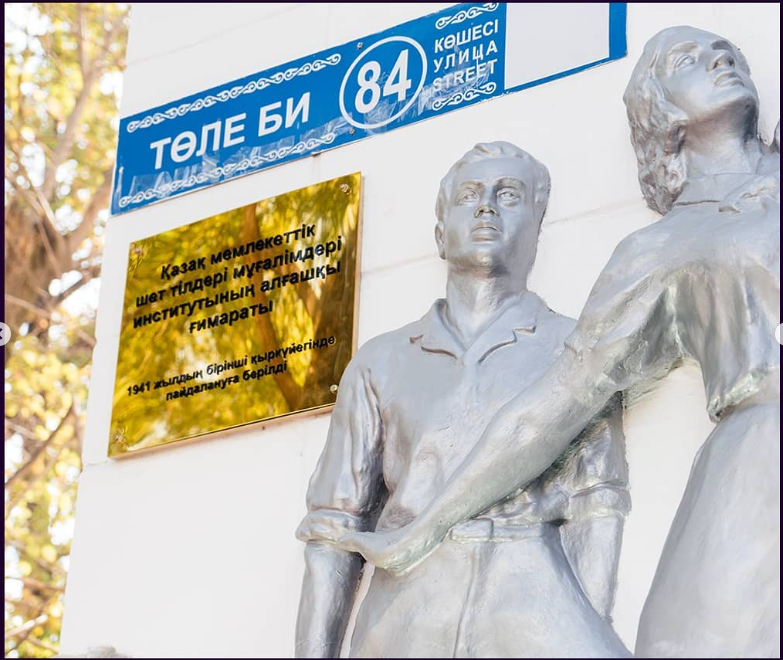 ТӨЛЕ БИ
84
КӨШЕСІ
УЛИЦА
STREET
Қазақ мемлекеттік
шет тілдері мұғалімдері
институтының алғашқы
ғимараты
1941 жылдың бірінші қыркүйегінде
пайдалануға берілді